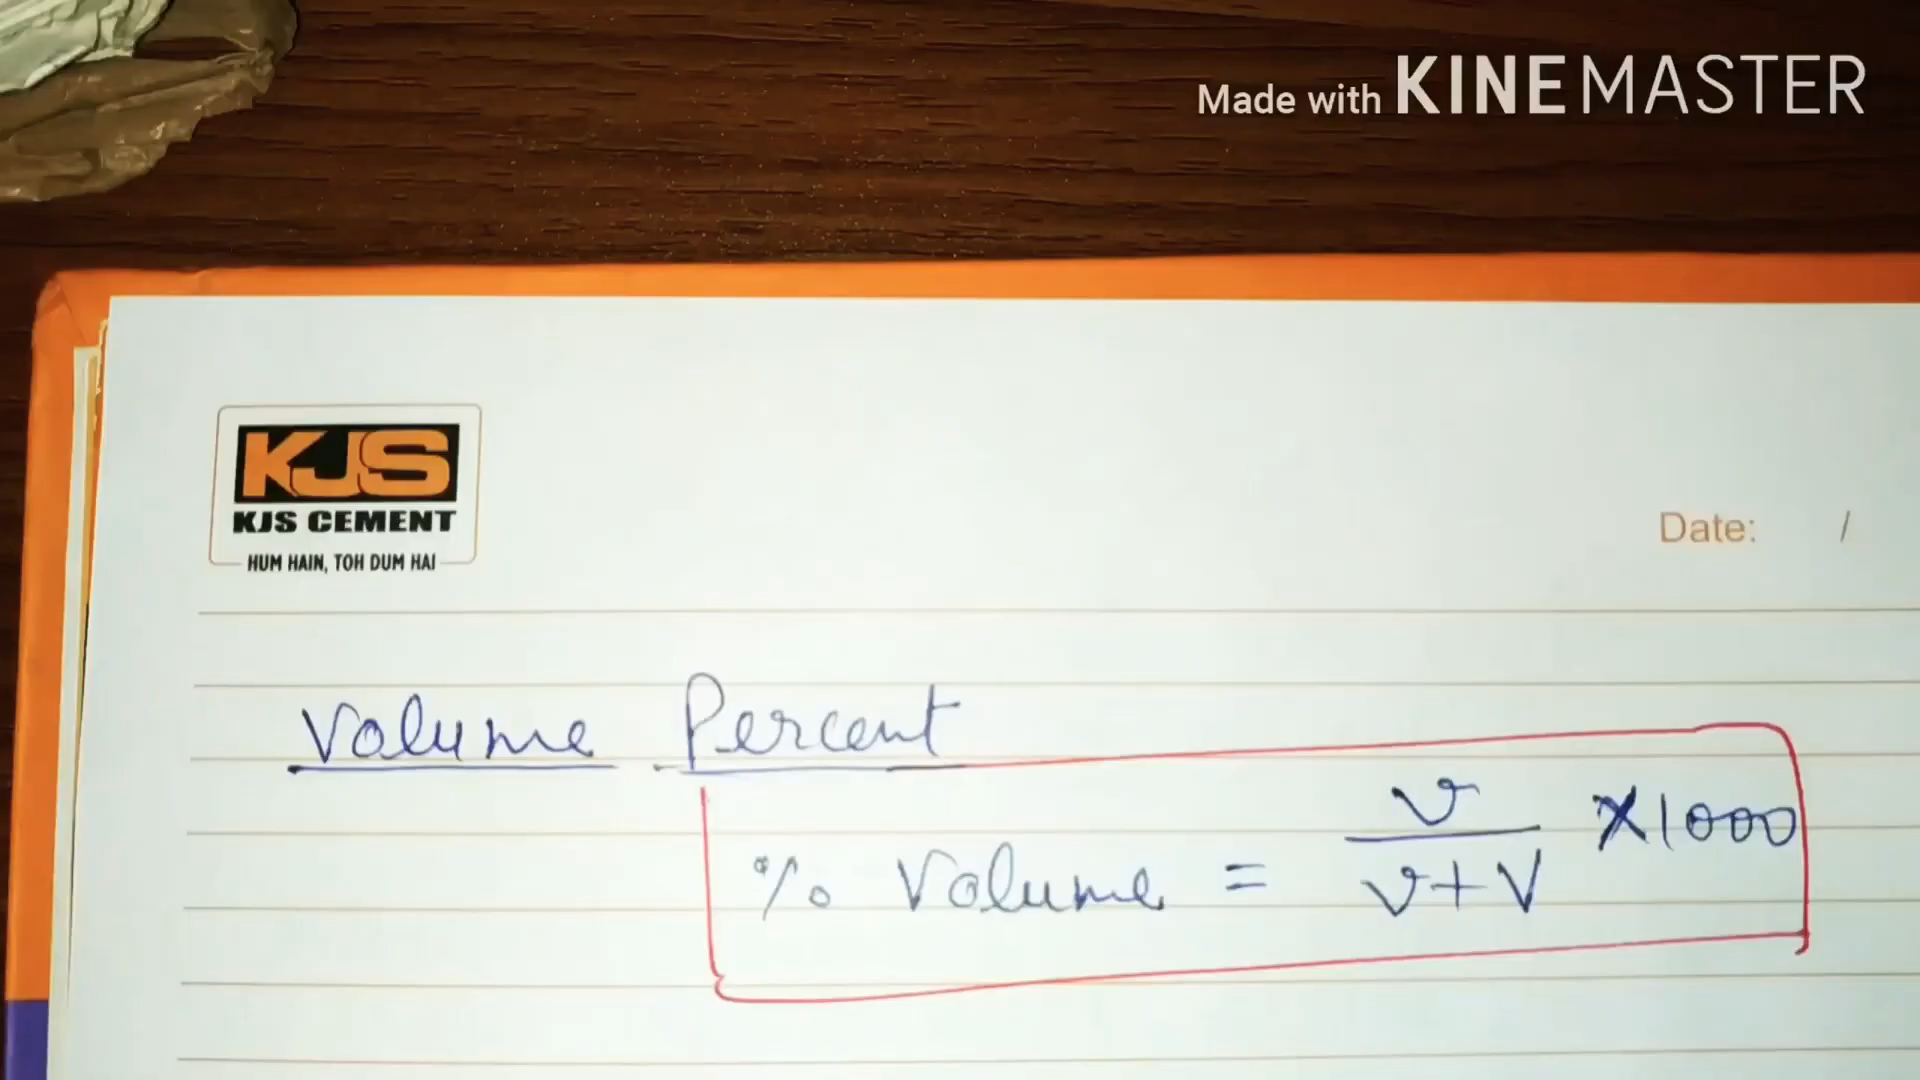 Made with KINEMASTER
KJS
KJS CEMENT
HUM HAIN, TOH DUM HAI
Date: /
Volume Percent
% Volume = v / v+V ×1000